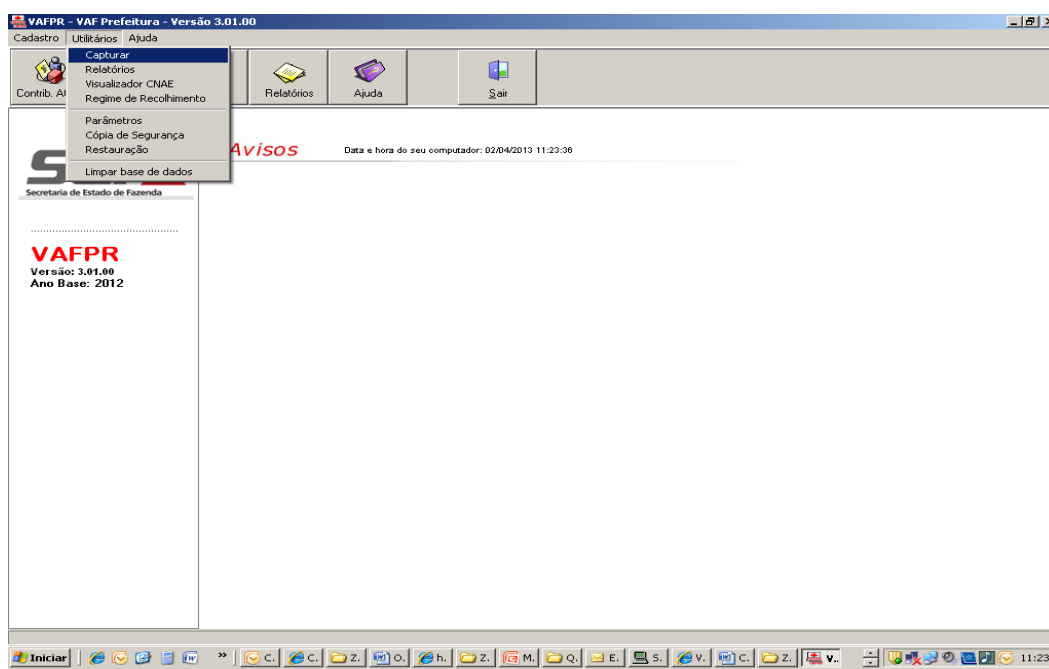 VAFPR - VAF Prefeitura - Versão 3.01.00
Cadastro Utilitários Ajuda
Capturar
Relatórios
Visualizador CNAE
Regime de Recolhimento
Parâmetros
Cópia de Segurança
Restauração
Limpar base de dados
Contrib. At
Relatórios
Ajuda
Sair
Avisos
Data e hora do seu computador: 02/04/2013 11:23:36
Secretaria de Estado de Fazenda
VAFPR
Versão: 3.01.00
Ano Base: 2012
Iniciar » C. C. Z. O. h. Z. M. Q. E. S. V. C. Z. V.. 11:23